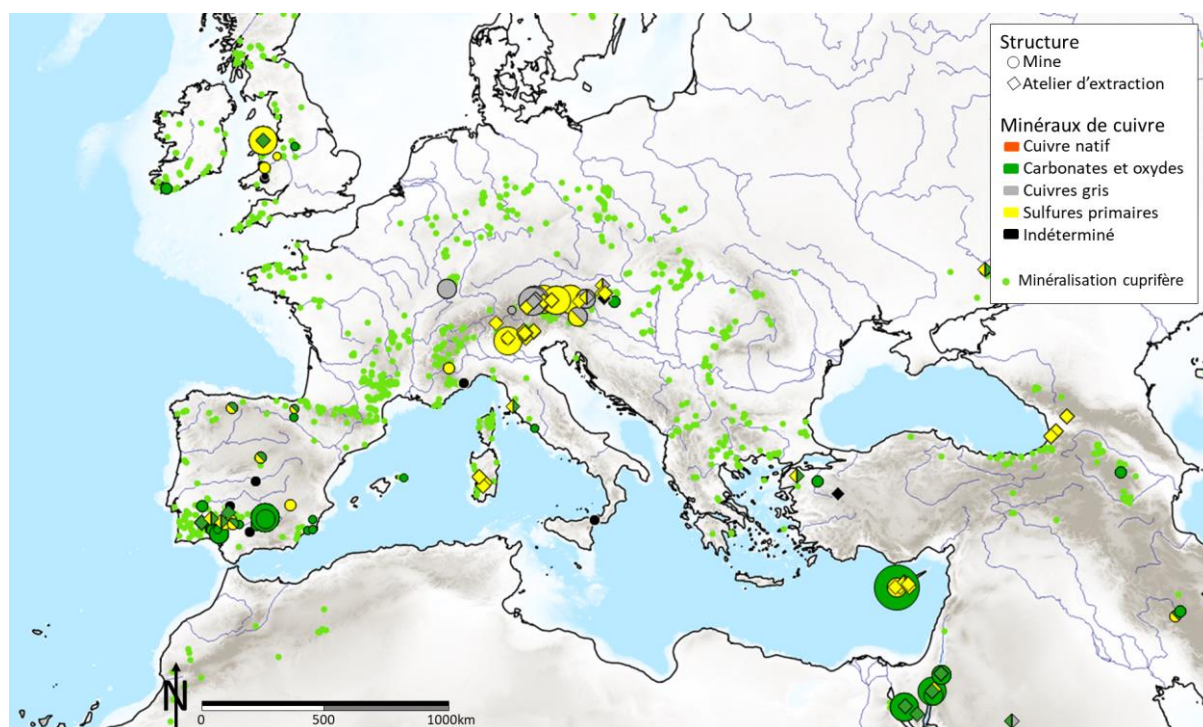 Structure
Mine
Atelier d'extraction
Minéraux de cuivre
Cuivre natif
Carbonates et oxydes
Cuivres gris
Sulfures primaires
Indéterminé
Minéralisation cuprifère
N
0 500 1000km